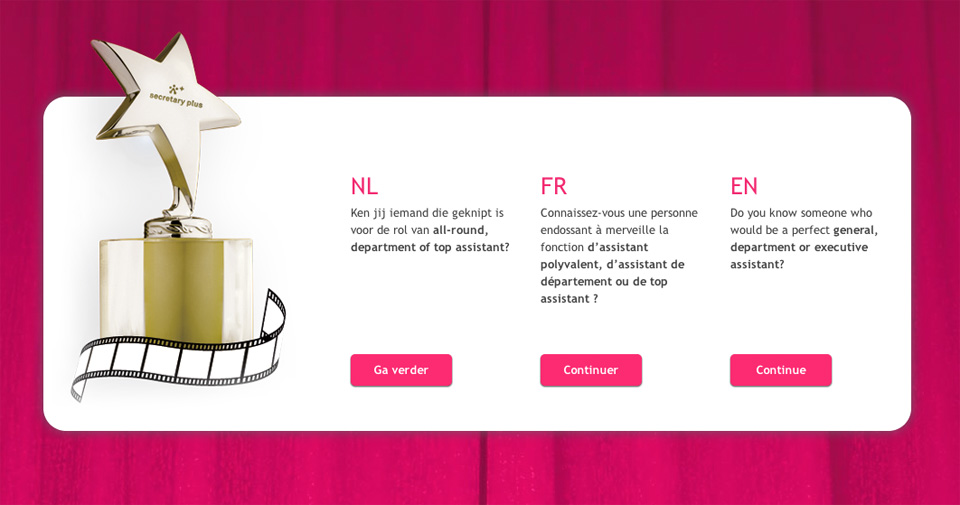 secretary plus
NL
Ken jij iemand die geknipt is
voor de rol van all-round,
department of top assistant?
Ga verder
FR
Connaissez-vous une personne
endossant à merveille la
fonction d’assistant
polyvalent, d’assistant de
département ou de top
assistant ?
Continuer
EN
Do you know someone who
would be a perfect general,
department or executive
assistant?
Continue